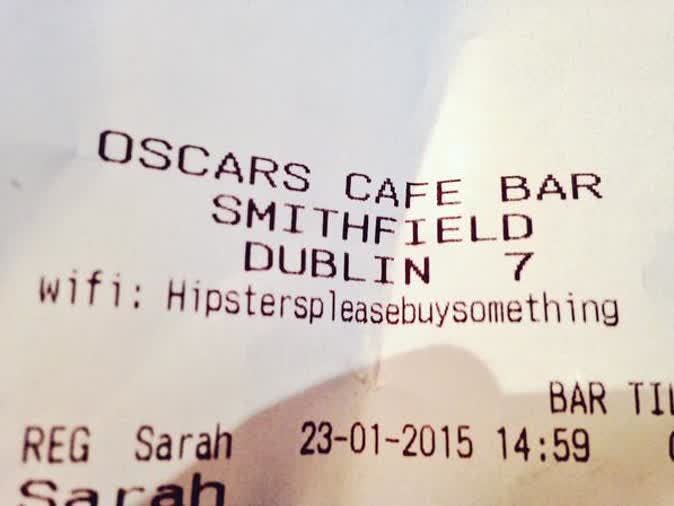 OSCARS CAFE BAR
SMITHFIELD
DUBLIN 7
wifi: Hipsterspleasebuysomething
BAR
REG Sarah 23-01-2015 14:59
Sarah